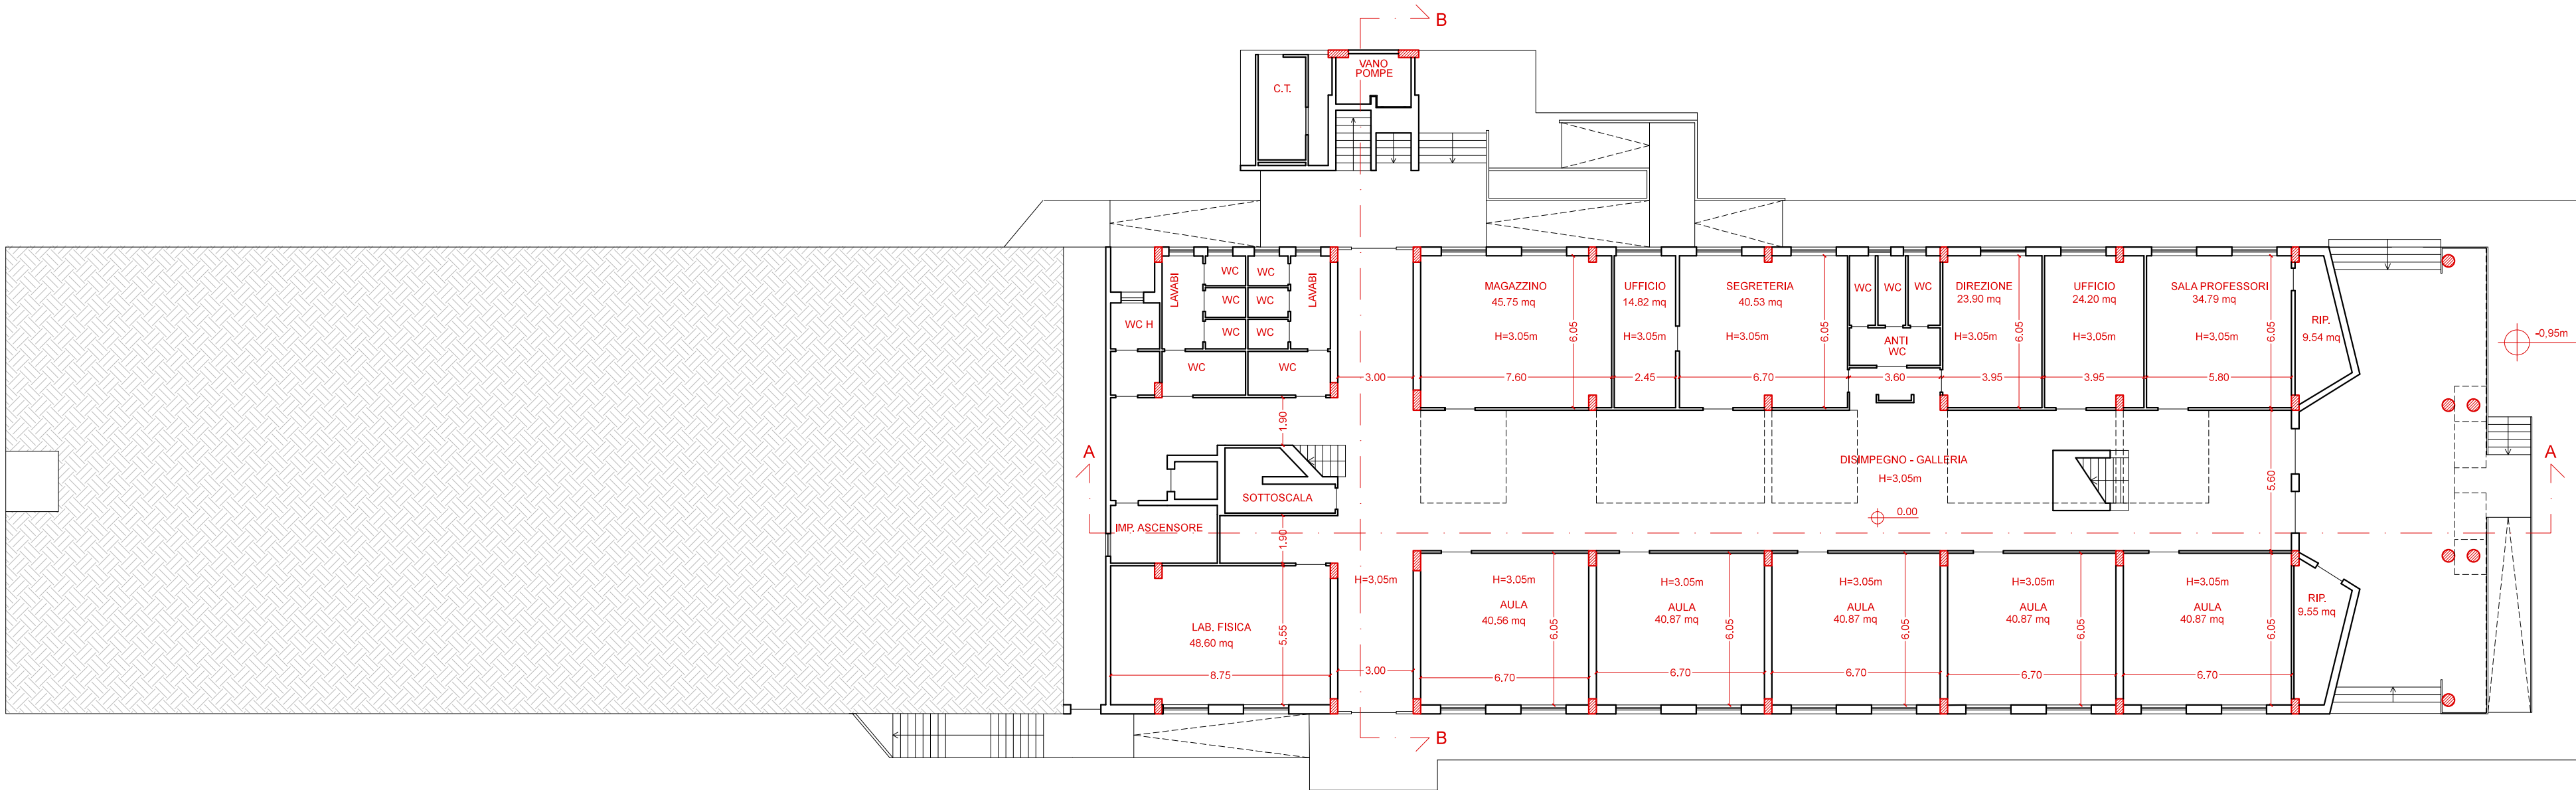 B
VANO
POMPE
C.T.
LAVABI
WC
WC
LAVABI
WC
WC
WC H
WC
WC
WC
WC
MAGAZZINO
45.75 mq
H=3.05m
6.05
UFFICIO
14.82 mq
H=3.05m
SEGRETERIA
40.53 mq
H=3.05m
6.05
WC
WC
WC
ANTI
WC
DIREZIONE
23,90 mq
H=3.05m
6.05
UFFICIO
24.20 mq
H=3,05m
SALA PROFESSORI
34.79 mq
H=3,05m
6.05
RIP.
9.54 mq
-0,95m
3.00
7.60
2.45
6.70
3.60
3.95
3.95
5.80
1.90
A
DISIMPEGNO - GALLERIA
H=3,05m
A
5.60
SOTTOSCALA
0.00
IMP. ASCENSORE
1.90
H=3,05m
H=3.05m
AULA
40.56 mq
6.05
H=3.05m
AULA
40.87 mq
6.05
H=3.05m
AULA
40.87 mq
6.05
H=3.05m
AULA
40.87 mq
6.05
H=3.05m
AULA
40.87 mq
6.05
RIP.
9.55 mq
LAB. FISICA
48.60 mq
5.55
8.75
3.00
6.70
6.70
6.70
6.70
6.70
B